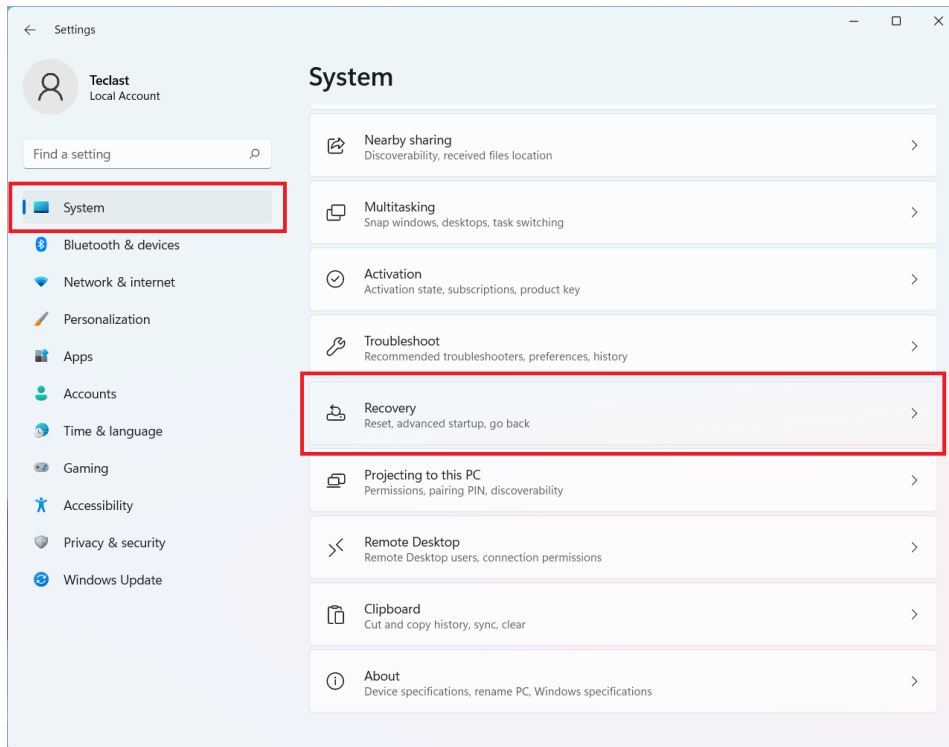 Settings
Teclast
Local Account
Find a setting
System
Bluetooth & devices
Network & internet
Personalization
Apps
Accounts
Time & language
Gaming
Accessibility
Privacy & security
Windows Update
System
Nearby sharing
Discoverability, received files location
Multitasking
Snap windows, desktops, task switching
Activation
Activation state, subscriptions, product key
Troubleshoot
Recommended troubleshooters, preferences, history
Recovery
Reset, advanced startup, go back
Projecting to this PC
Permissions, pairing PIN, discoverability
Remote Desktop
Remote Desktop users, connection permissions
Clipboard
Cut and copy history, sync, clear
About
Device specifications, rename PC, Windows specifications